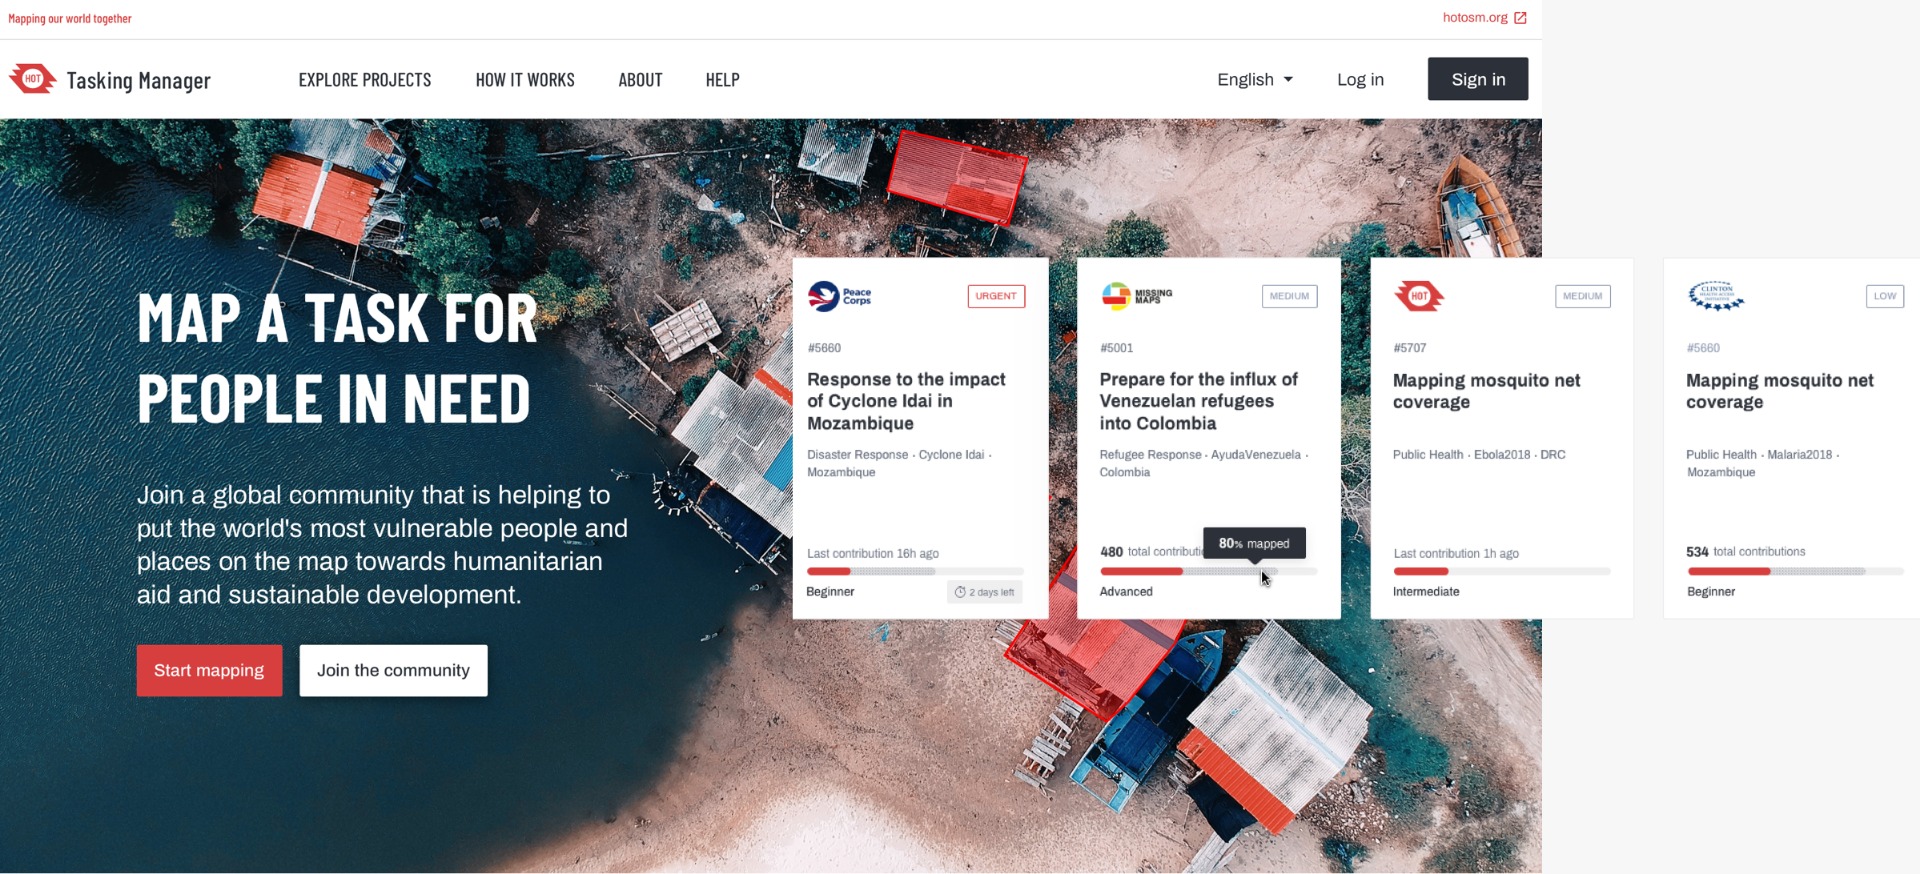 Mapping our world together
hotosm.org
HOT
Tasking Manager
EXPLORE PROJECTS
HOW IT WORKS
ABOUT
HELP
English
Log in
Sign in
MAP A TASK FOR
PEOPLE IN NEED
Join a global community that is helping to
put the world's most vulnerable people and
places on the map towards humanitarian
aid and sustainable development.
Start mapping
Join the community
Peace
Corps
URGENT
#5660
Response to the impact
of Cyclone Idai in
Mozambique
Disaster Response · Cyclone Idai ·
Mozambique
Last contribution 16h ago
Beginner
2 days left
MISSING
MAPS
MEDIUM
#5001
Prepare for the influx of
Venezuelan refugees
into Colombia
Refugee Response · AyudaVenezuela ·
Colombia
480 total contributi
80% mapped
Advanced
HOT
MEDIUM
#5707
Mapping mosquito net
coverage
Public Health · Ebola2018 · DRC
Last contribution 1h ago
Intermediate
CLINTON
HEALTH ACCESS
INITIATIVE
LOW
#5660
Mapping mosquito net
coverage
Public Health · Malaria2018 ·
Mozambique
534 total contributions
Beginner